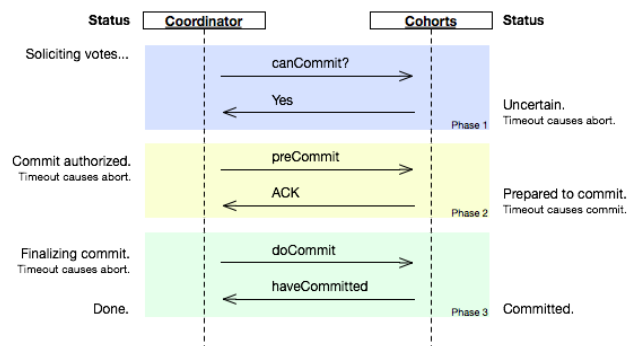 Status Coordinator Cohorts Status
Soliciting votes...
canCommit?
Yes
Uncertain.
Timeout causes abort.
Phase 1
Commit authorized.
Timeout causes abort.
preCommit
ACK
Prepared to commit.
Timeout causes commit.
Phase 2
Finalizing commit.
Timeout causes abort.
doCommit
haveCommitted
Done.
Phase 3
Committed.